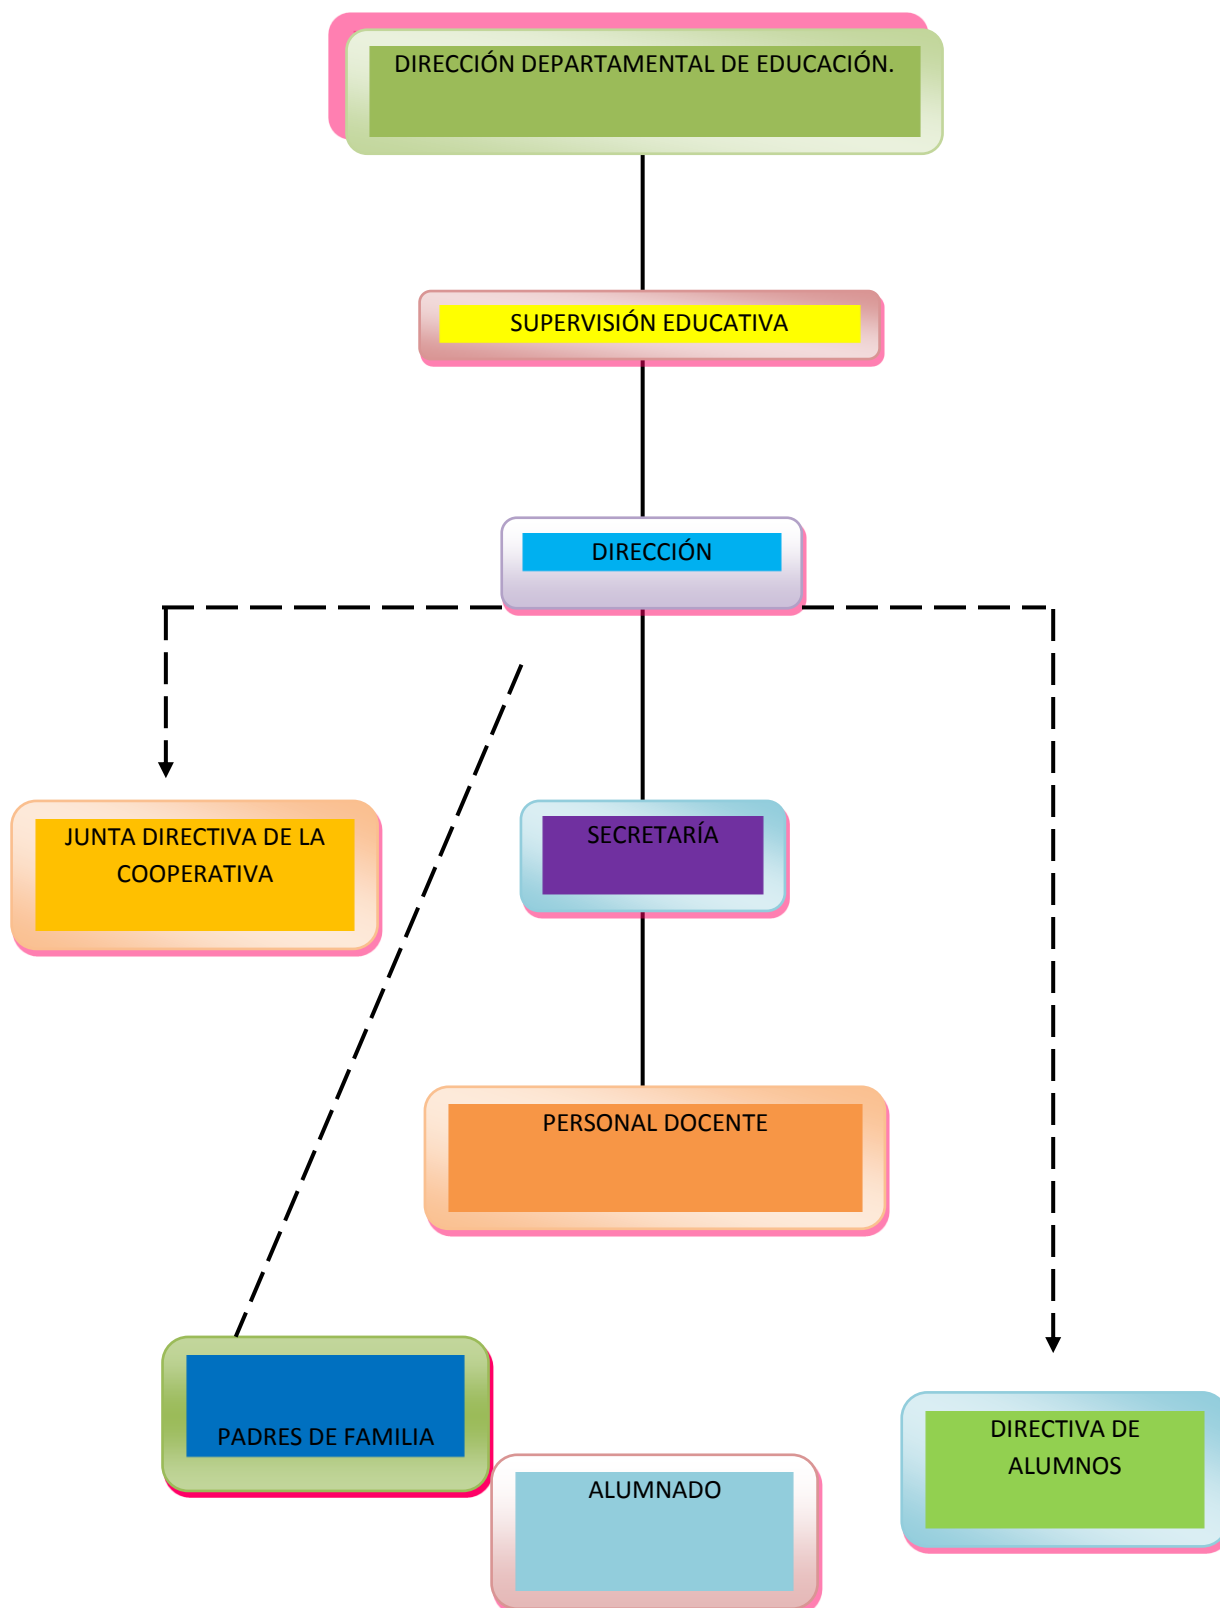 DIRECCIÓN DEPARTAMENTAL DE EDUCACIÓN.
SUPERVISIÓN EDUCATIVA
DIRECCIÓN
JUNTA DIRECTIVA DE LA
COOPERATIVA
SECRETARÍA
PERSONAL DOCENTE
PADRES DE FAMILIA
ALUMNADO
DIRECTIVA DE
ALUMNOS